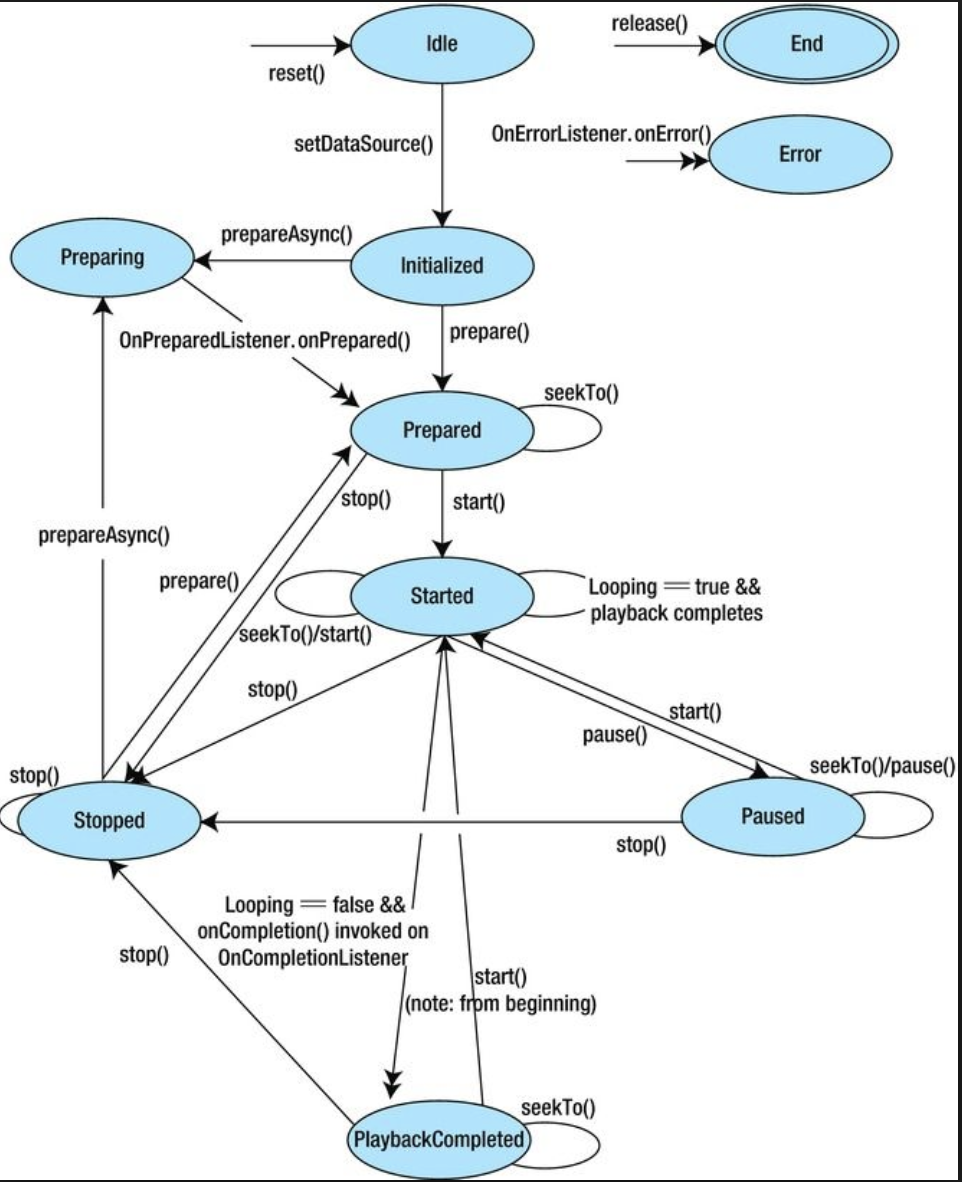 Idle
release()
End
reset()
setDataSource()
OnErrorListener.onError()
Error
prepareAsync()
Preparing
Initialized
OnPreparedListener.onPrepared()
prepare()
seekTo()
Prepared
stop()
start()
prepareAsync()
prepare()
Started
Looping == true &&
playback completes
seekTo()/start()
stop()
start()
pause()
stop()
seekTo()/pause()
Stopped
Paused
stop()
Looping == false &&
onCompletion() invoked on
OnCompletionListener
stop()
start()
(note: from beginning)
seekTo()
PlaybackCompleted